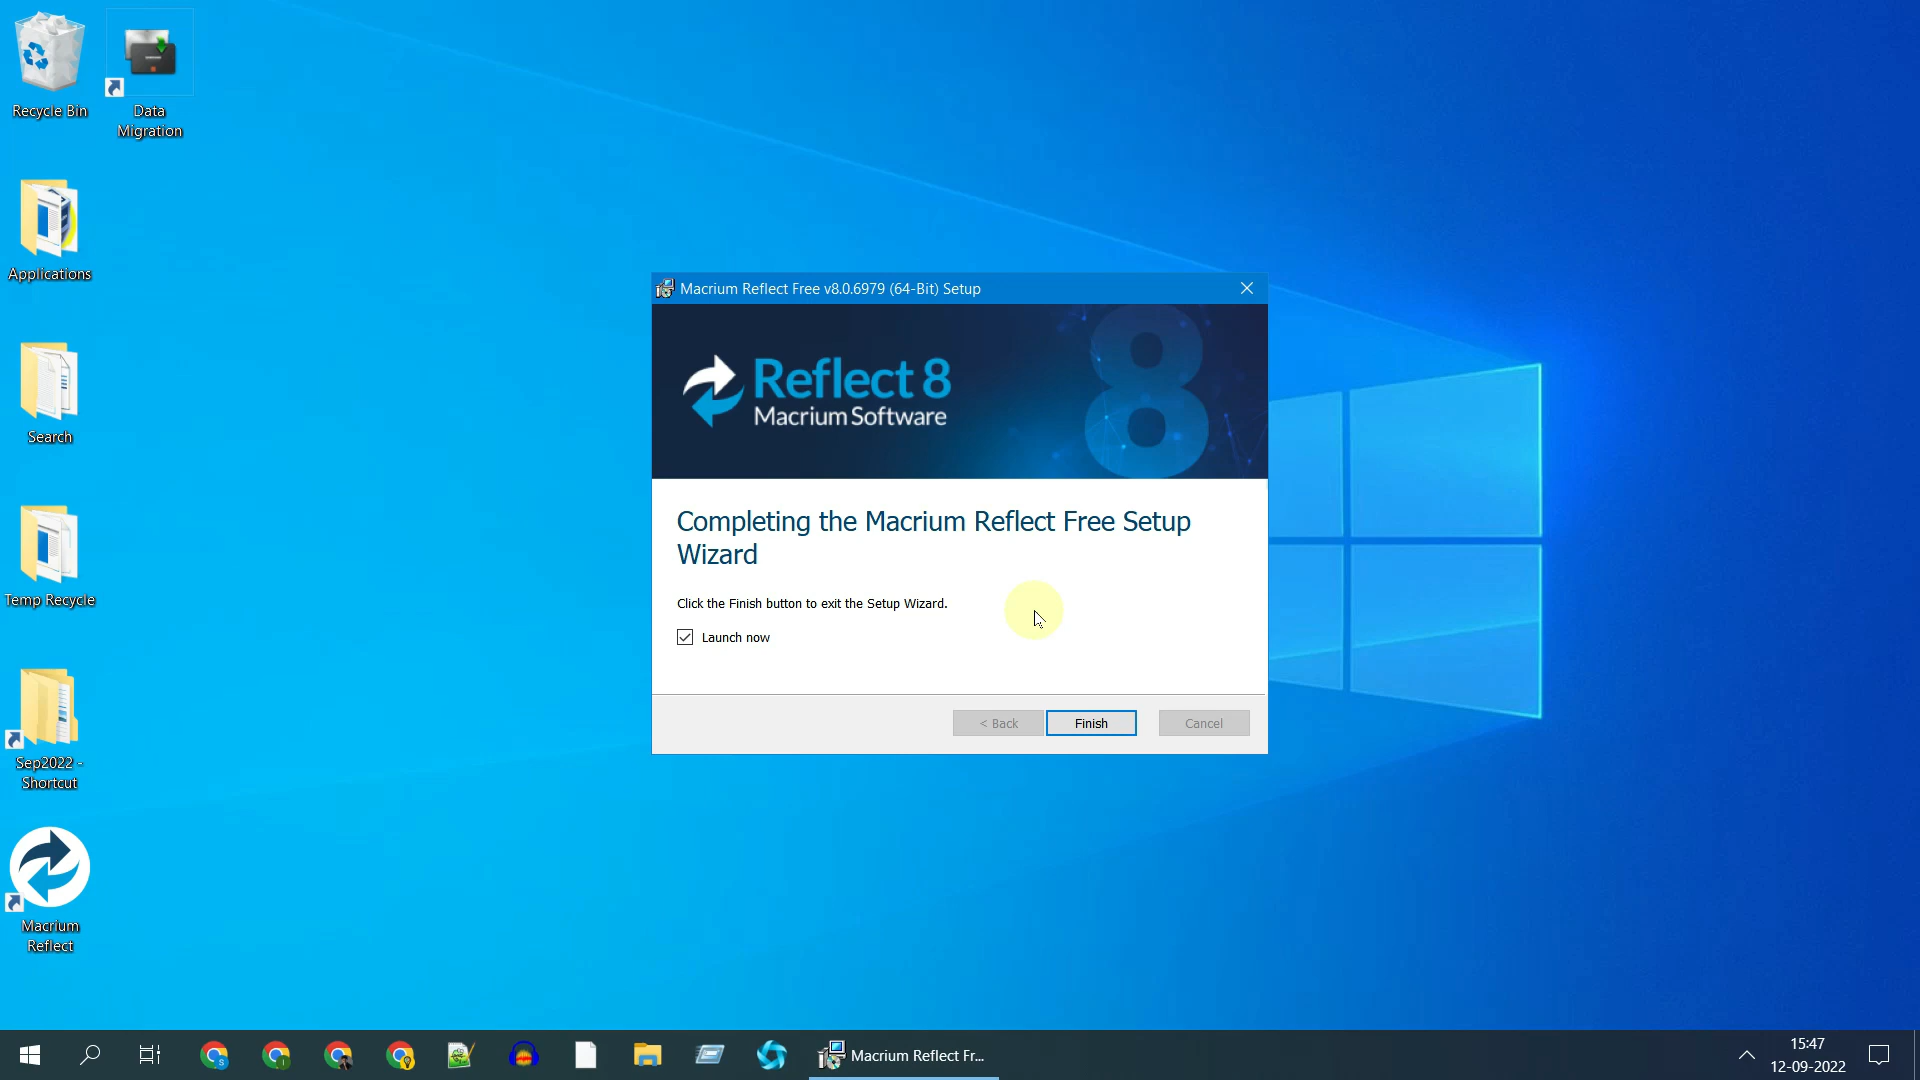 Recycle Bin
Data
Migration
Applications
Search
Temp Recycle
Sep2022 -
Shortcut
Macrium
Reflect
Macrium Reflect Free v8.0.6979 (64-Bit) Setup
Reflect 8
Macrium Software
8
Completing the Macrium Reflect Free Setup
Wizard
Click the Finish button to exit the Setup Wizard.
Launch now
< Back
Finish
Cancel
Macrium Reflect Fr...
15:47
12-09-2022